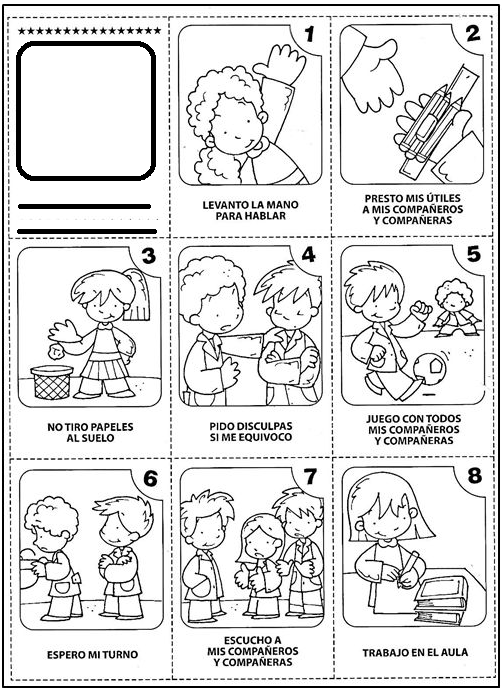 1
LEVANTO LA MANO
PARA HABLAR
2
PRESTO MIS ÚTILES
A MIS COMPAÑEROS
Y COMPAÑERAS
3
NO TIRO PAPELES
AL SUELO
4
PIDO DISCULPAS
SI ME EQUIVOCO
5
JUEGO CON TODOS
MIS COMPAÑEROS
Y COMPAÑERAS
6
ESPERO MI TURNO
7
ESCUCHO A
MIS COMPAÑEROS
Y COMPAÑERAS
8
TRABAJO EN EL AULA